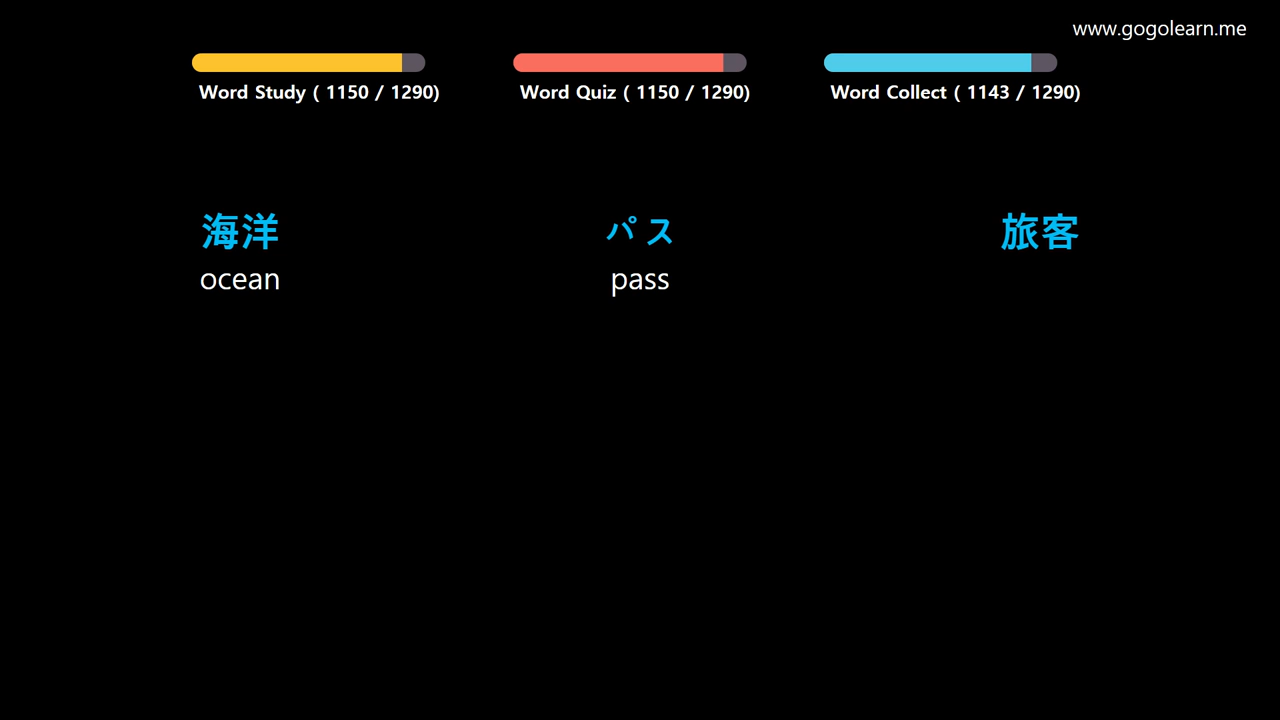 www.gogolearn.me
Word Study ( 1150 / 1290)
Word Quiz ( 1150 / 1290)
Word Collect ( 1143 / 1290)
海洋
パス
旅客
ocean
pass